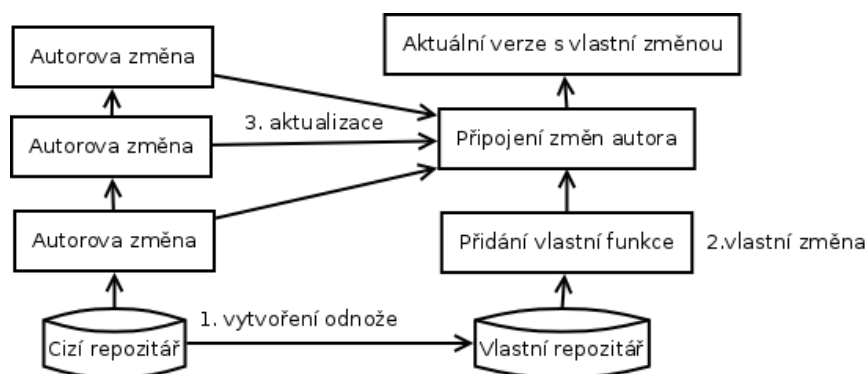 Aktuální verze s vlastní změnou
Autorova změna
3. aktualizace
Autorova změna
Připojení změn autora
Autorova změna
Přidání vlastní funkce
2.vlastní změna
1. vytvoření odnože
Cizí repozitář
Vlastní repozitář